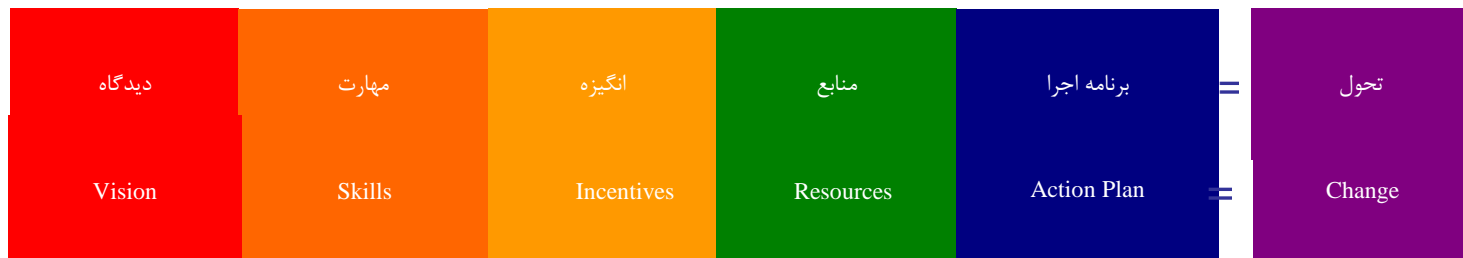 دیدگاه مهارت انگیزه منابع برنامه اجرا = تحول
Vision Skills Incentives Resources Action Plan = Change